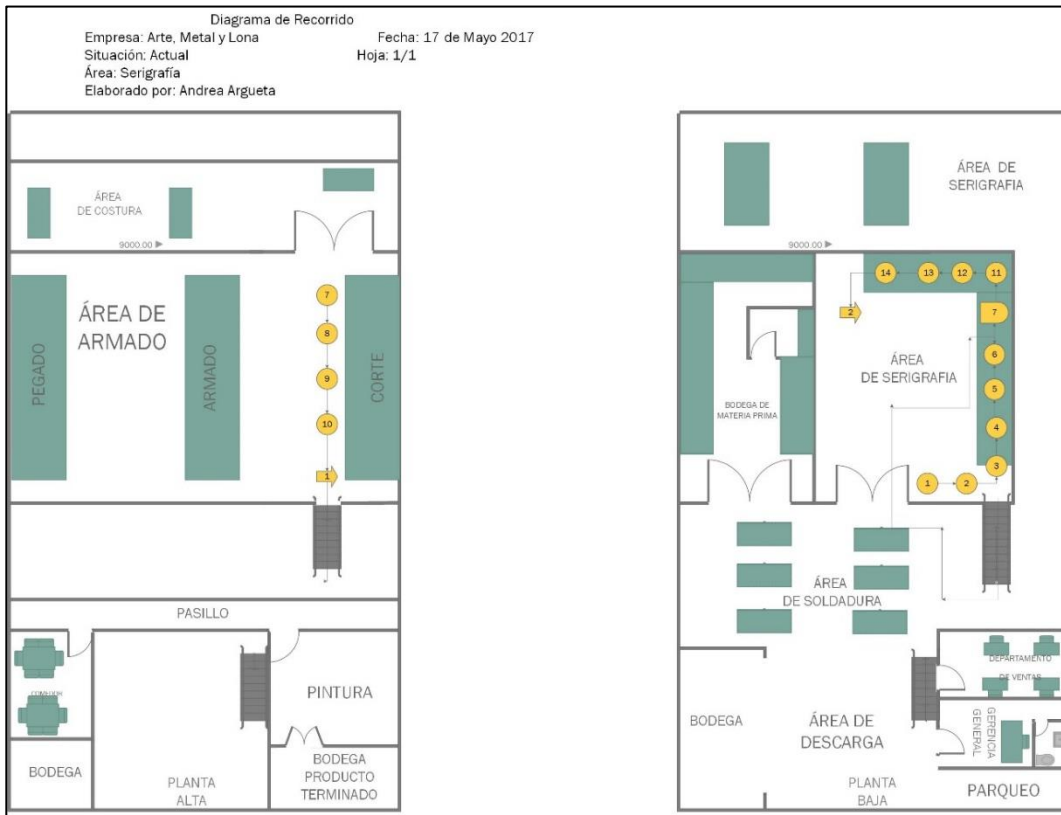 Diagrama de Recorrido
Empresa: Arte, Metal y Lona Fecha: 17 de Mayo 2017
Situación: Actual Hoja: 1/1
Área: Serigrafía
Elaborado por: Andrea Argueta
ÁREA
DE COSTURA
9000.00
ÁREA DE
ARMADO
PEGADO
ARMADO
CORTE
7
8
9
10
1
PASILLO
COMEDOR
PINTURA
BODEGA
PLANTA
ALTA
BODEGA
PRODUCTO
TERMINADO
ÁREA DE
SERIGRAFIA
9000.00
14
13
12
11
2
7
6
5
4
3
1
2
ÁREA
DE SERIGRAFIA
BODEGA DE
MATERIA PRIMA
ÁREA
DE SOLDADURA
DEPARTAMENTO
DE VENTAS
BODEGA
ÁREA DE
DESCARGA
GERENCIA
GENERAL
PLANTA
BAJA
PARQUEO